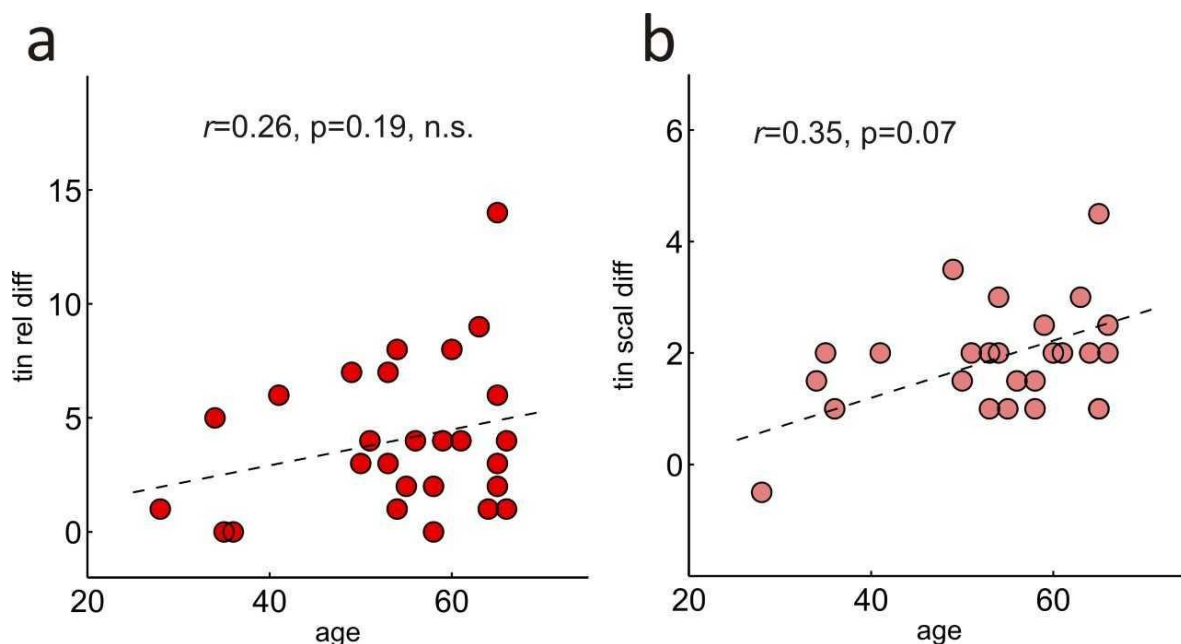 a
r=0.26, p=0.19, n.s.
tin rel diff
15
10
5
0
20
40
60
age
b
r=0.35, p=0.07
tin scal diff
6
4
2
0
20
40
60
age